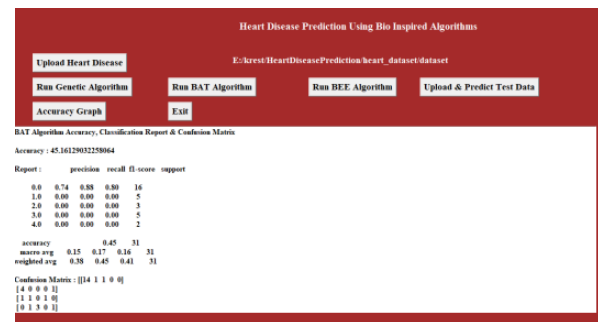 Heart Disease Prediction Using Bio Inspired Algorithms
Upload Heart Disease E:/krest/HeartDiseasePrediction/heart_dataset/dataset
Run Genetic Algorithm Run BAT Algorithm Run BEE Algorithm Upload & Predict Test Data
Accuracy Graph Exit
BAT Algorithm Accuracy, Classification Report & Confusion Matrix
Accuracy : 45.16129032258064
Report : precision recall f1-score support
0.0 0.74 0.88 0.80 16
1.0 0.00 0.00 0.00 5
2.0 0.00 0.00 0.00 3
3.0 0.00 0.00 0.00 5
4.0 0.00 0.00 0.00 2
accuracy 0.45 31
macro avg 0.15 0.17 0.16 31
weighted avg 0.38 0.45 0.41 31
Confusion Matrix : [[14 1 1 0 0]
[ 4 0 0 0 1]
[ 1 1 0 1 0]
[ 0 1 3 0 1]